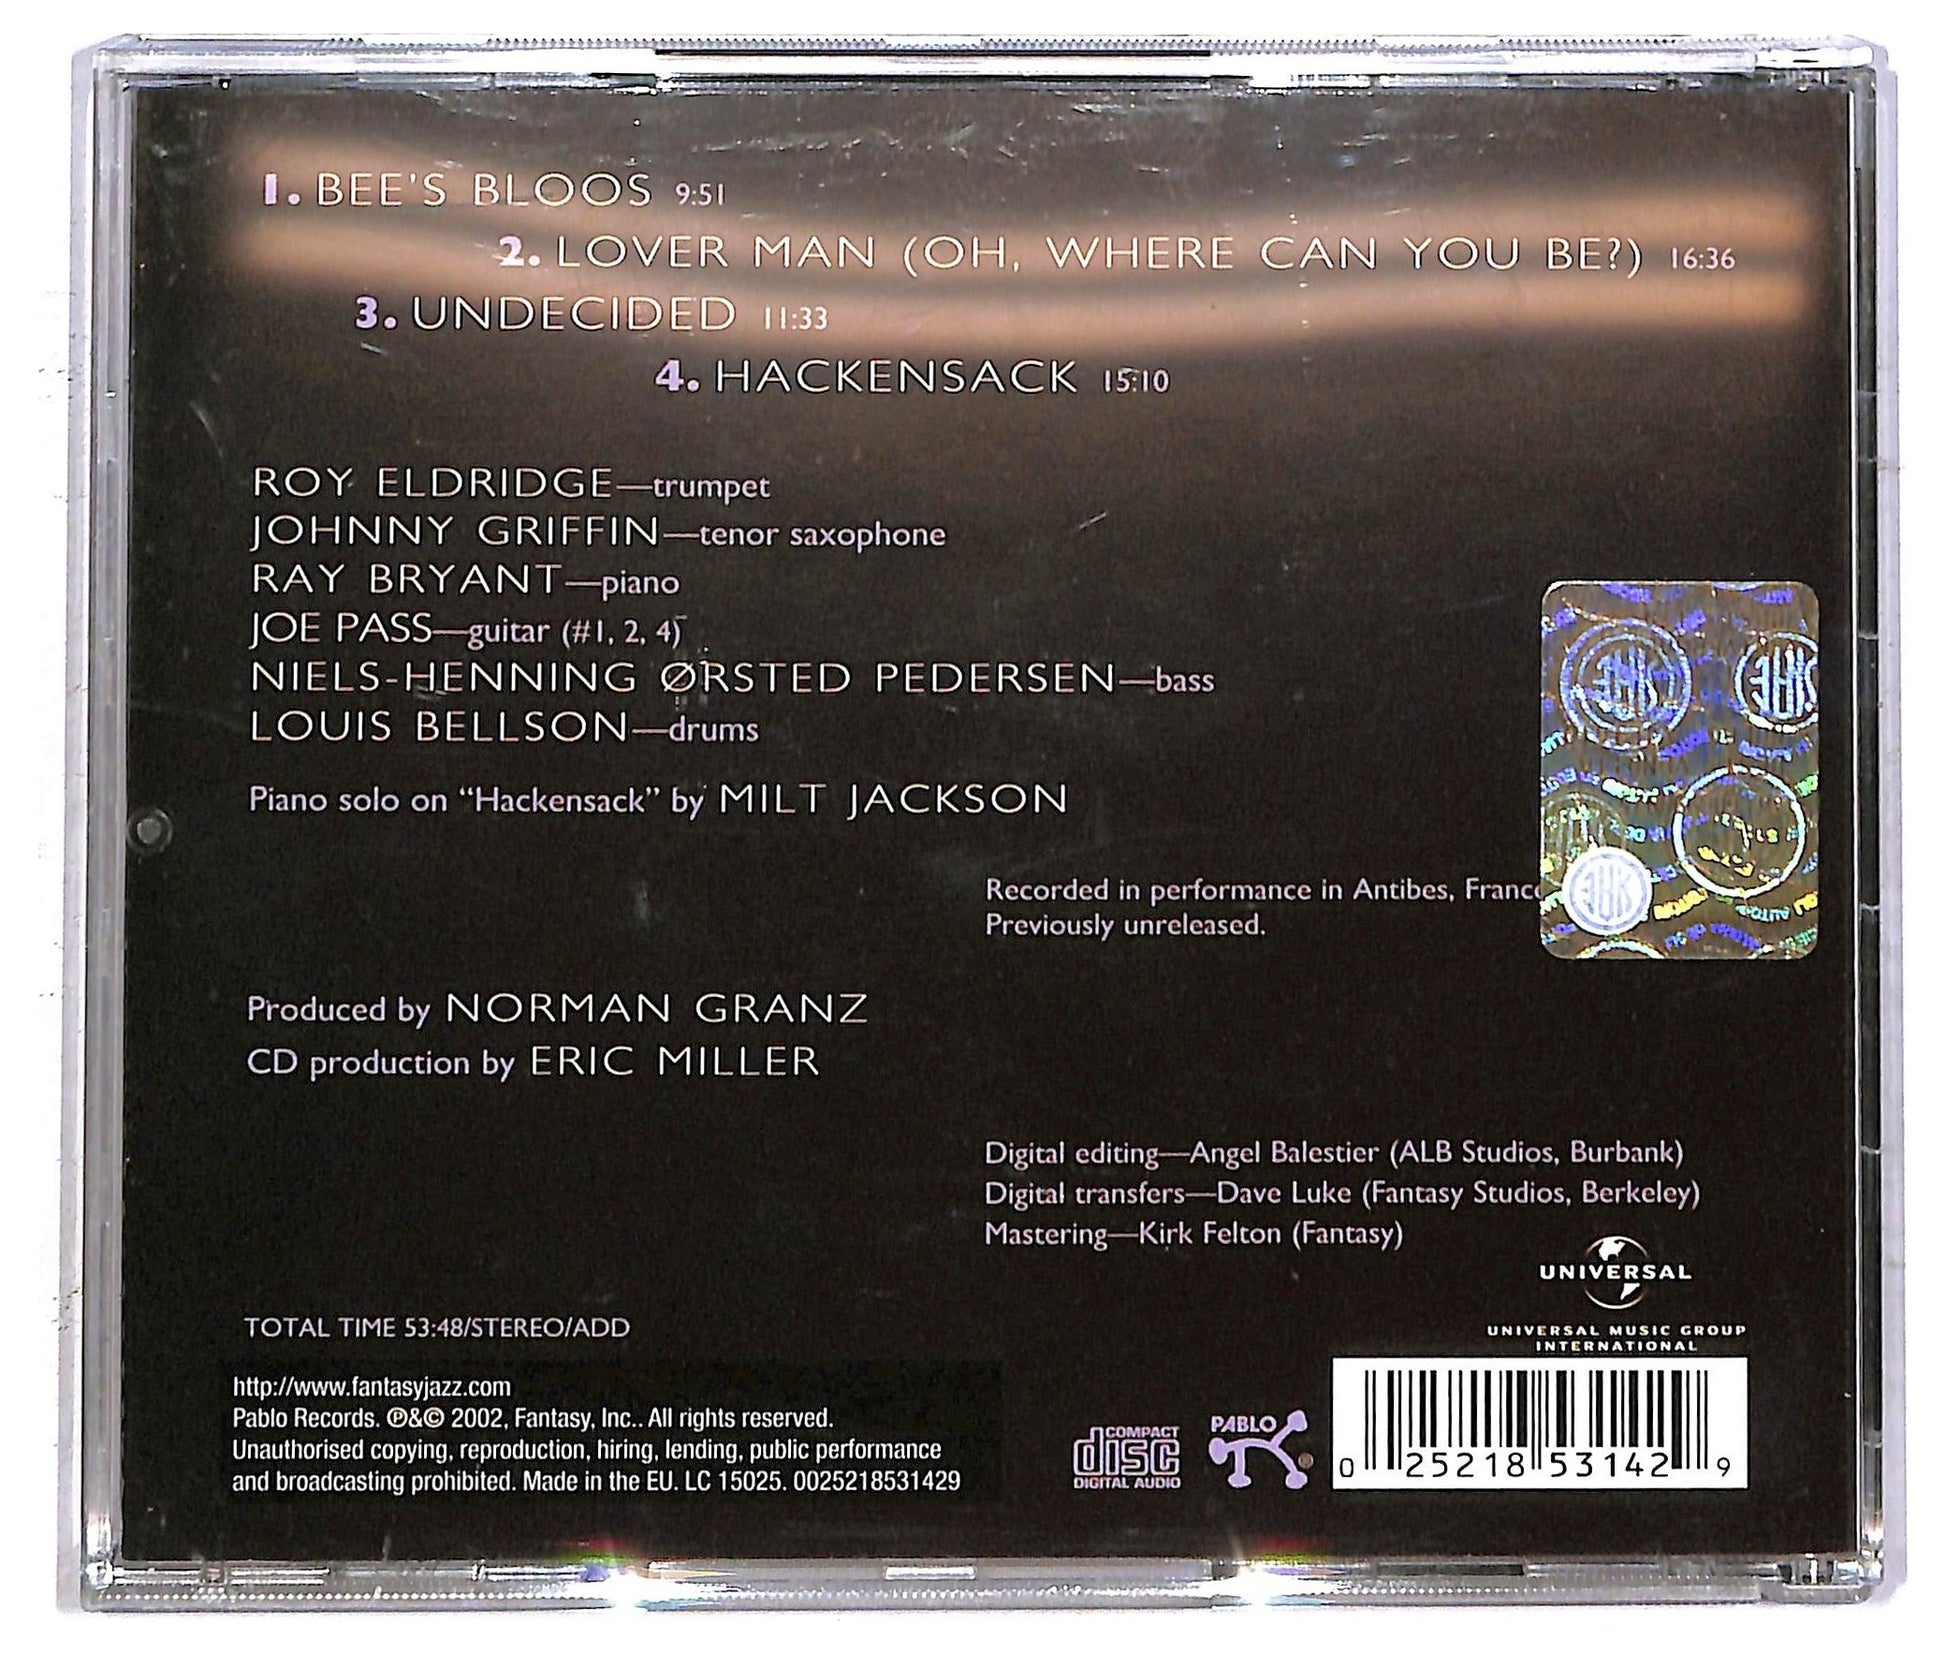 1. BEE'S BLOOS 9:51
2. LOVER MAN (OH, WHERE CAN YOU BE?) 16:36
3. UNDECIDED 11:33
4. HACKENSACK 15:10
ROY ELDRIDGE—trumpet
JOHNNY GRIFFIN—tenor saxophone
RAY BRYANT—piano
JOE PASS—guitar (#1, 2, 4)
NIELS-HENNING ØRSTED PEDERSEN—bass
LOUIS BELLSON—drums
Piano solo on “Hackensack” by MILT JACKSON
Recorded in performance in Antibes,
Previously unreleased.
Produced by NORMAN GRANZ
CD production by ERIC MILLER
Digital editing—Angel Balestier (ALB Studios, Burbank)
Digital transfers—Dave Luke (Fantasy Studios, Berkeley)
Mastering—Kirk Felton (Fantasy)
UNIVERSAL
UNIVERSAL MUSIC GROUP
INTERNATIONAL
TOTAL TIME 53:48/STEREO/ADD
http://www.fantasyjazz.com
Pablo Records. ℗&© 2002, Fantasy, Inc.. All rights reserved.
Unauthorised copying, reproduction, hiring, lending, public performance
and broadcasting prohibited. Made in the EU. LC 15025. 0025218531429
COMPACT
disc
DIGITAL AUDIO
PABLO
®
0 25218 53142 9